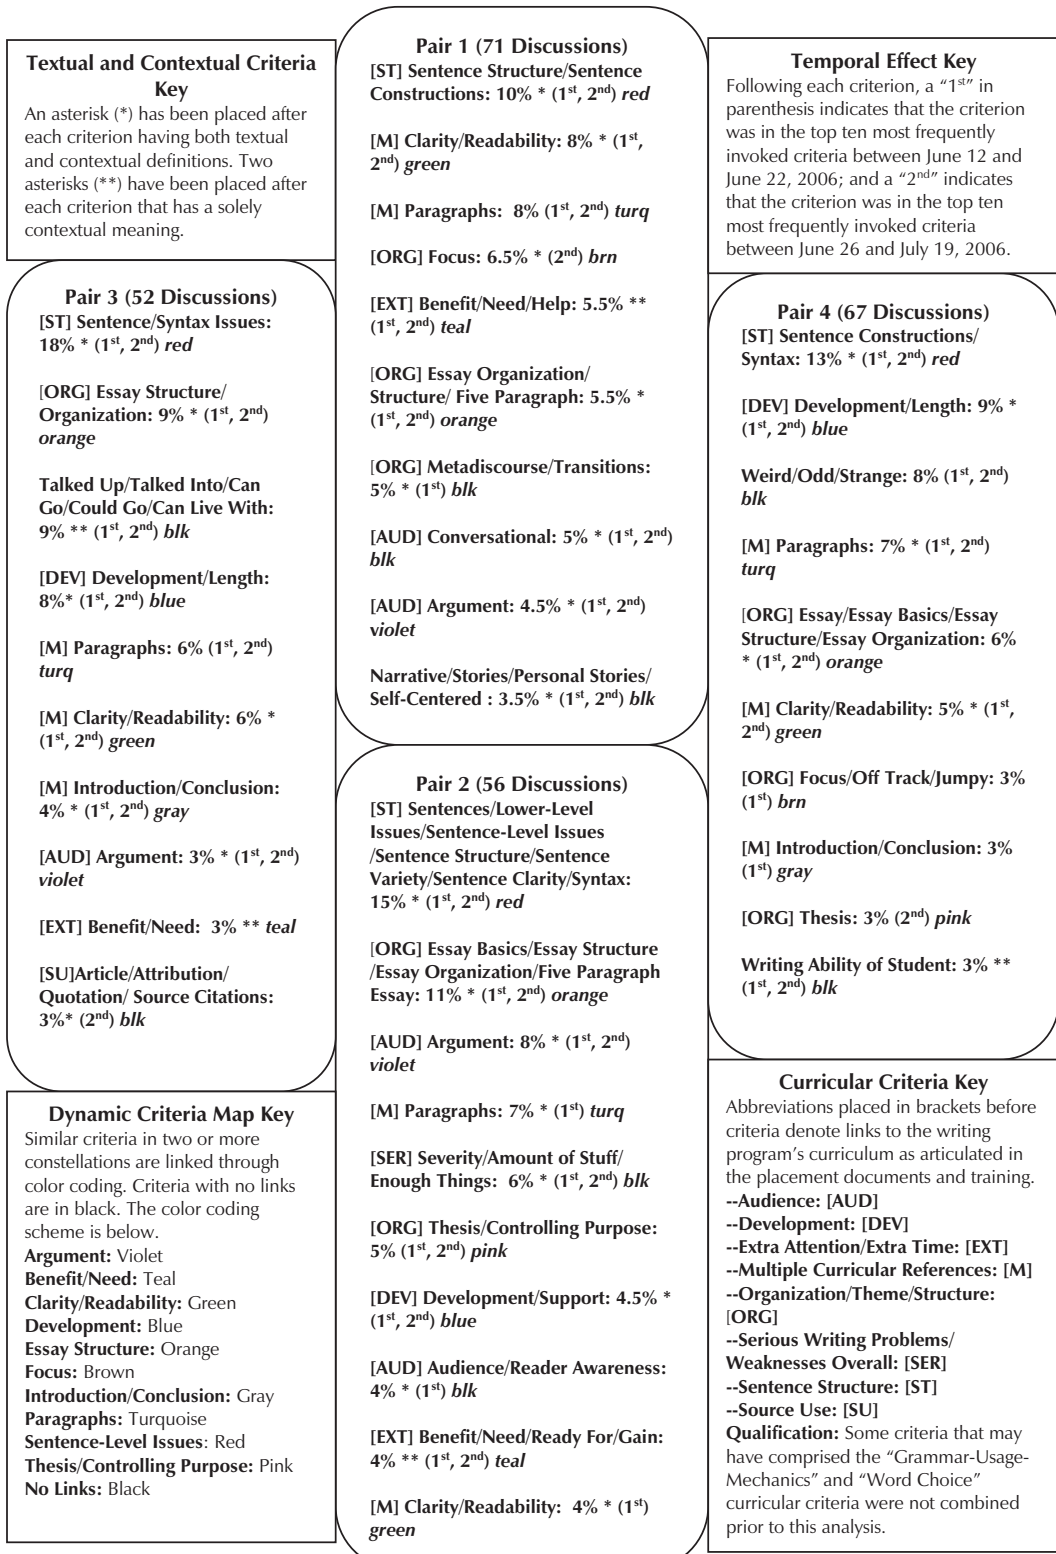 Textual and Contextual Criteria
Key
An asterisk (*) has been placed after
each criterion having both textual
and contextual definitions. Two
asterisks (**) have been placed after
each criterion that has a solely
contextual meaning.
Pair 1 (71 Discussions)
[ST] Sentence Structure/Sentence
Constructions: 10% * (1st, 2nd) red
[M] Clarity/Readability: 8% * (1st,
2nd) green
[M] Paragraphs:  8% (1st, 2nd) turq
[ORG] Focus: 6.5% * (2nd) brn
[EXT] Benefit/Need/Help: 5.5% **
(1st, 2nd) teal
[ORG] Essay Organization/
Structure/ Five Paragraph: 5.5% *
(1st, 2nd) orange
[ORG] Metadiscourse/Transitions:
5% * (1st) blk
[AUD] Conversational: 5% * (1st, 2nd)
blk
[AUD] Argument: 4.5% * (1st, 2nd)
violet
Narrative/Stories/Personal Stories/
Self-Centered : 3.5% * (1st, 2nd) blk
Temporal Effect Key
Following each criterion, a “1st” in
parenthesis indicates that the criterion
was in the top ten most frequently
invoked criteria between June 12 and
June 22, 2006; and a “2nd” indicates
that the criterion was in the top ten
most frequently invoked criteria
between June 26 and July 19, 2006.
Pair 3 (52 Discussions)
[ST] Sentence/Syntax Issues:
18% * (1st, 2nd) red
[ORG] Essay Structure/
Organization: 9% * (1st, 2nd)
orange
Talked Up/Talked Into/Can
Go/Could Go/Can Live With:
9% ** (1st, 2nd) blk
[DEV] Development/Length:
8%* (1st, 2nd) blue
[M] Paragraphs: 6% (1st, 2nd)
turq
[M] Clarity/Readability: 6% *
(1st, 2nd) green
[M] Introduction/Conclusion:
4% * (1st, 2nd) gray
[AUD] Argument: 3% * (1st, 2nd)
violet
[EXT] Benefit/Need:  3% ** teal
[SU]Article/Attribution/
Quotation/ Source Citations:
3%* (2nd) blk
Pair 4 (67 Discussions)
[ST] Sentence Constructions/
Syntax: 13% * (1st, 2nd) red
[DEV] Development/Length: 9% *
(1st, 2nd) blue
Weird/Odd/Strange: 8% (1st, 2nd)
blk
[M] Paragraphs: 7% * (1st, 2nd)
turq
[ORG] Essay/Essay Basics/Essay
Structure/Essay Organization: 6%
* (1st, 2nd) orange
[M] Clarity/Readability: 5% * (1st,
2nd) green
[ORG] Focus/Off Track/Jumpy: 3%
(1st) brn
[M] Introduction/Conclusion: 3%
(1st) gray
[ORG] Thesis: 3% (2nd) pink
Writing Ability of Student: 3% **
(1st, 2nd) blk
Pair 2 (56 Discussions)
[ST] Sentences/Lower-Level
Issues/Sentence-Level Issues
/Sentence Structure/Sentence
Variety/Sentence Clarity/Syntax:
15% * (1st, 2nd) red
[ORG] Essay Basics/Essay Structure
/Essay Organization/Five Paragraph
Essay: 11% * (1st, 2nd) orange
[AUD] Argument: 8% * (1st, 2nd)
violet
[M] Paragraphs: 7% * (1st) turq
[SER] Severity/Amount of Stuff/
Enough Things:  6% * (1st, 2nd) blk
[ORG] Thesis/Controlling Purpose:
5% (1st, 2nd) pink
[DEV] Development/Support: 4.5% *
(1st, 2nd) blue
[AUD] Audience/Reader Awareness:
4% * (1st) blk
[EXT] Benefit/Need/Ready For/Gain:
4% ** (1st, 2nd) teal
[M] Clarity/Readability:  4% * (1st)
green
Dynamic Criteria Map Key
Similar criteria in two or more
constellations are linked through
color coding. Criteria with no links
are in black. The color coding
scheme is below.
Argument: Violet
Benefit/Need: Teal
Clarity/Readability: Green
Development: Blue
Essay Structure: Orange
Focus: Brown
Introduction/Conclusion: Gray
Paragraphs: Turquoise
Sentence-Level Issues: Red
Thesis/Controlling Purpose: Pink
No Links: Black
Curricular Criteria Key
Abbreviations placed in brackets before
criteria denote links to the writing
program’s curriculum as articulated in
the placement documents and training.
--Audience: [AUD]
--Development: [DEV]
--Extra Attention/Extra Time: [EXT]
--Multiple Curricular References: [M]
--Organization/Theme/Structure:
[ORG]
--Serious Writing Problems/
Weaknesses Overall: [SER]
--Sentence Structure: [ST]
--Source Use: [SU]
Qualification: Some criteria that may
have comprised the “Grammar-Usage-
Mechanics” and “Word Choice”
curricular criteria were not combined
prior to this analysis.